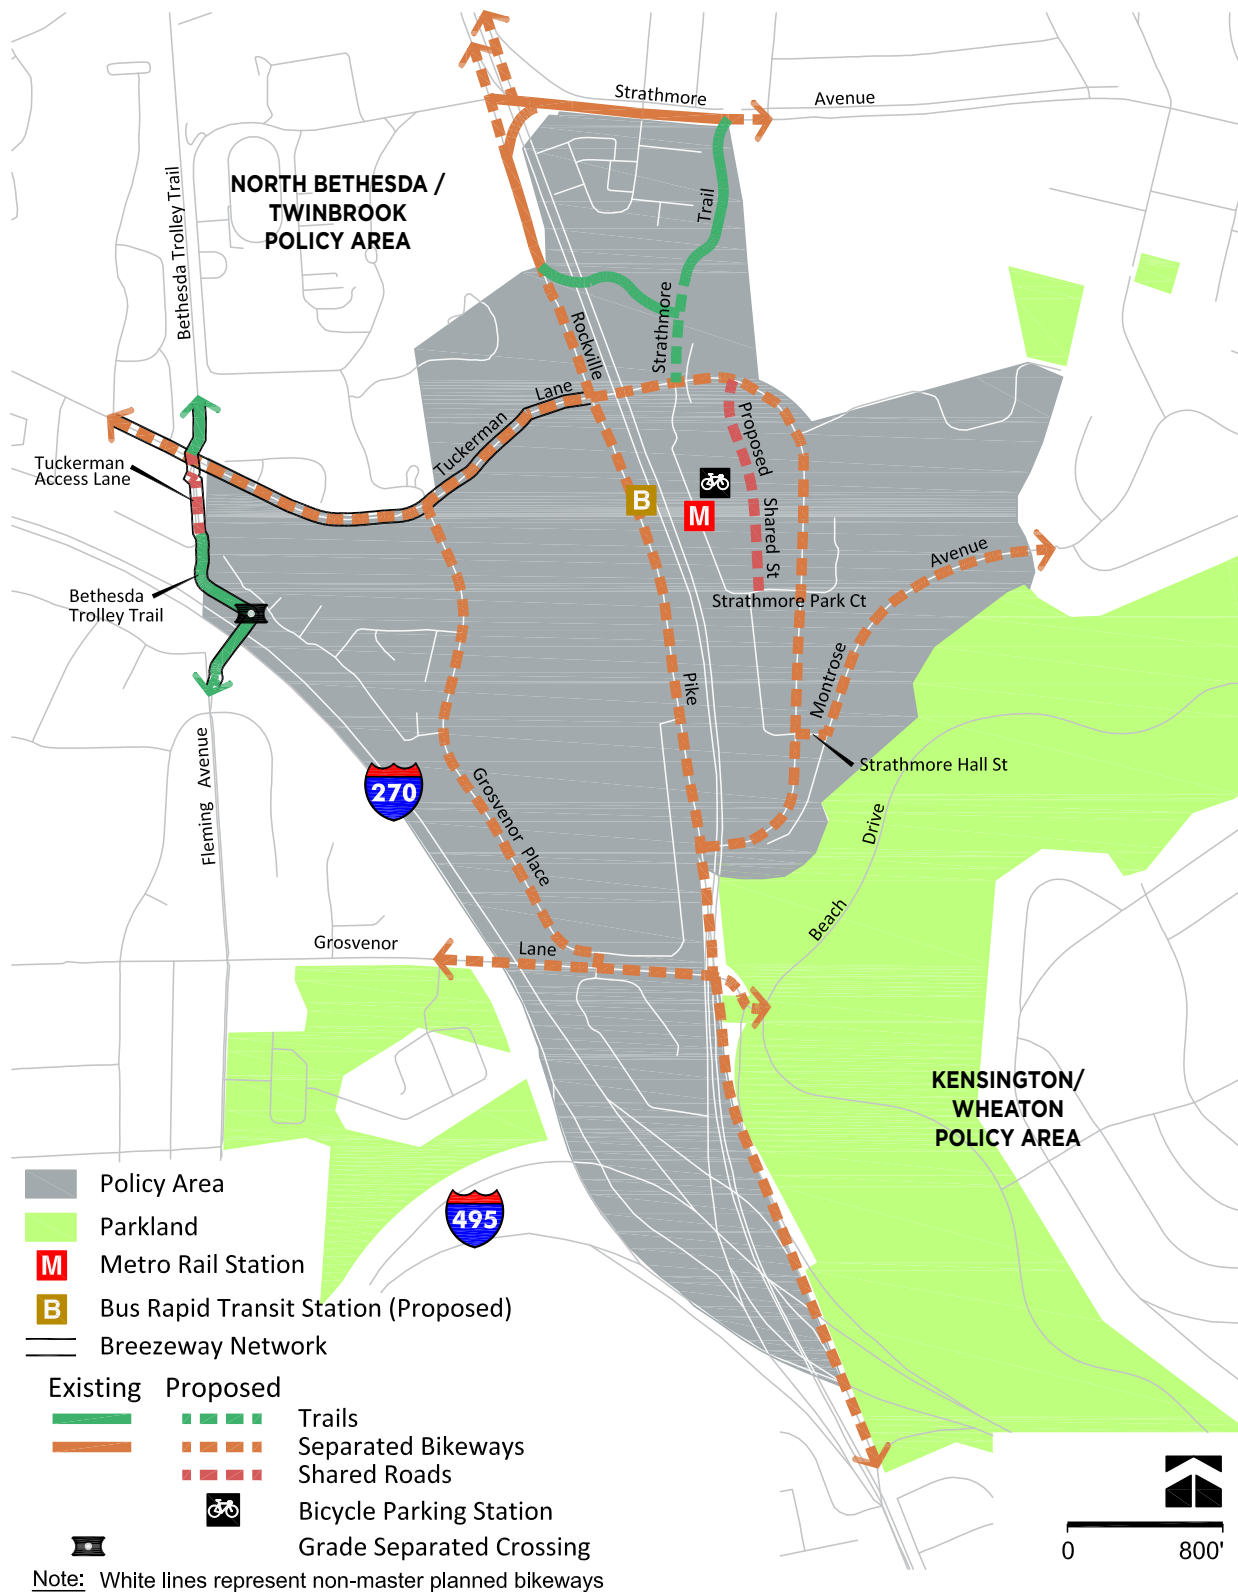 Strathmore
Avenue
NORTH BETHESDA /
TWINBROOK
POLICY AREA
Bethesda Trolley Trail
Trail
Strathmore
Rockville
Lane
Tuckerman
Proposed
Shared St
Tuckerman
Access Lane
B
M
Avenue
Bethesda
Trolley Trail
Strathmore Park Ct
Montrose
Pike
Strathmore Hall St
Fleming Avenue
270
Grosvenor Place
Drive
Beach
Grosvenor
Lane
KENSINGTON/
WHEATON
POLICY AREA
495
Policy Area
Parkland
M Metro Rail Station
B Bus Rapid Transit Station (Proposed)
Breezeway Network
Existing Proposed
Trails
Separated Bikeways
Shared Roads
Bicycle Parking Station
Grade Separated Crossing
Note: White lines represent non-master planned bikeways
0 800'